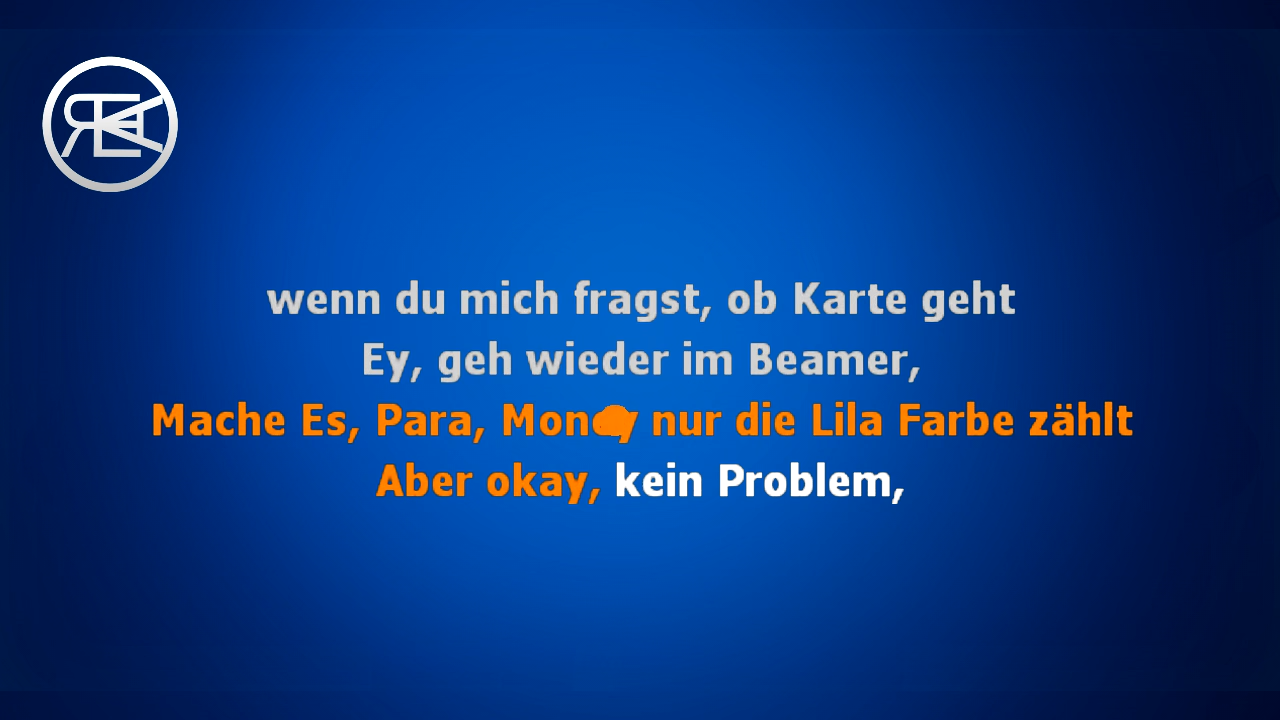 wenn du mich fragst, ob Karte geht
Ey, geh wieder im Beamer,
Mache Es, Para, Money nur die Lila Farbe zählt
Aber okay, kein Problem,